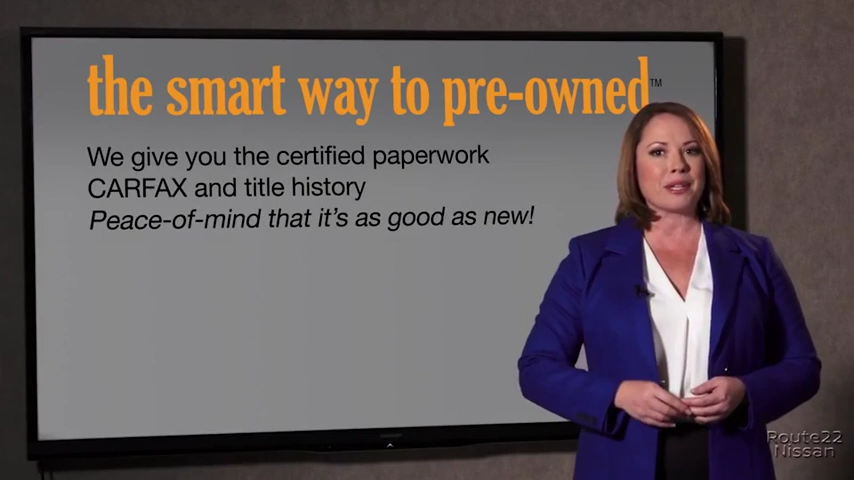 the smart way to pre-owned™
We give you the certified paperwork
CARFAX and title history
Peace-of-mind that it's as good as new!
Route22
Nissan